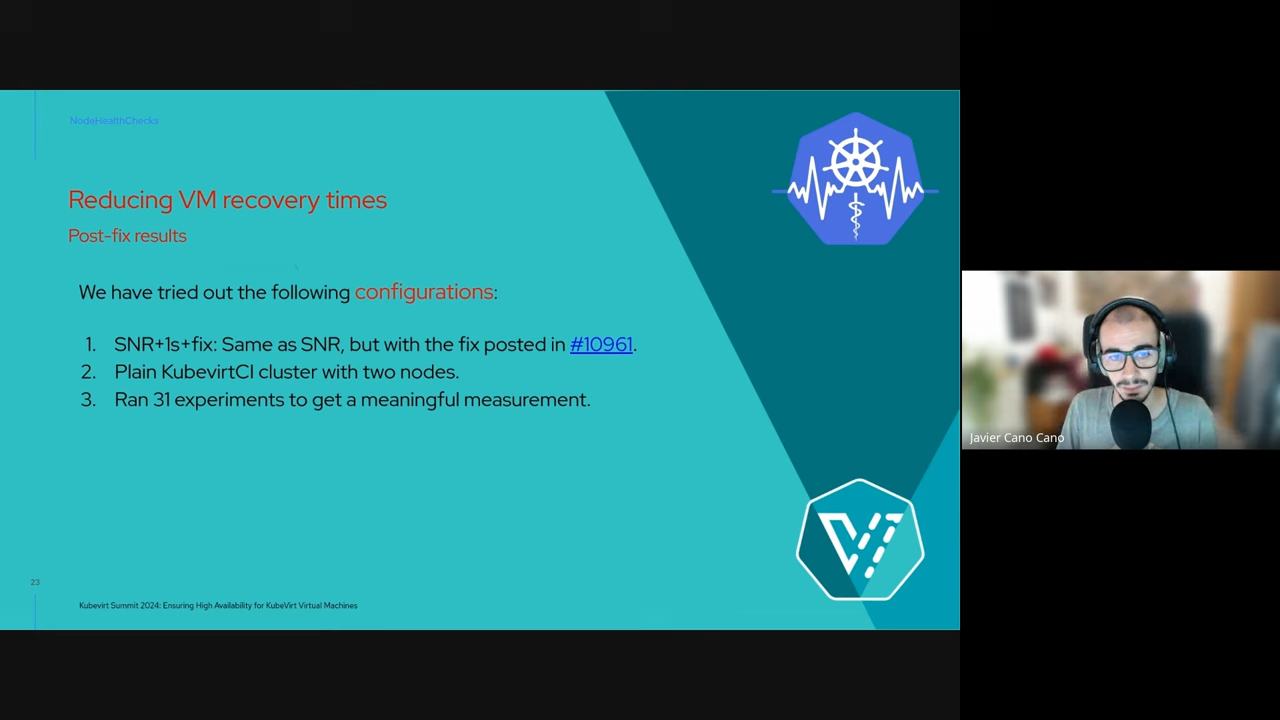 NodeHealthChecks
Reducing VM recovery times
Post-fix results
We have tried out the following configurations:
1. SNR+1s+fix: Same as SNR, but with the fix posted in #10961.
2. Plain KubevirtCI cluster with two nodes.
3. Ran 31 experiments to get a meaningful measurement.
23
Kubevirt Summit 2024: Ensuring High Availability for KubeVirt Virtual Machines
Javier Cano Cano